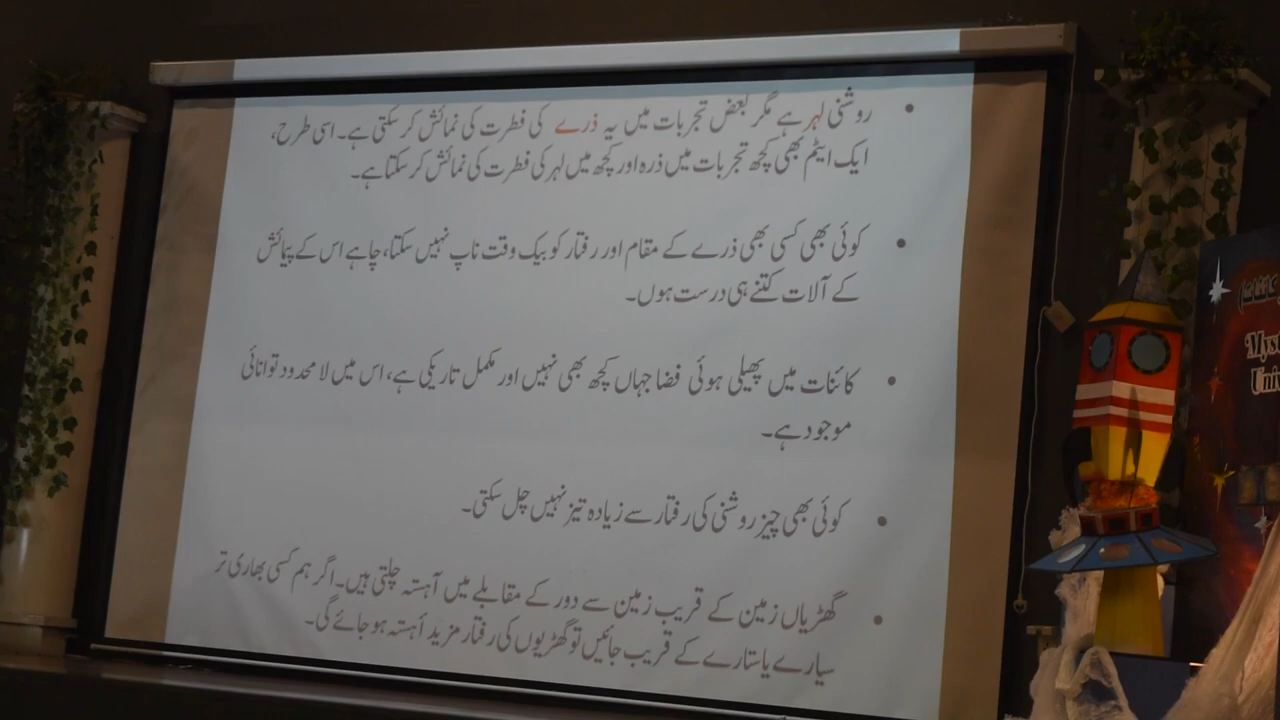 روشنی لہر ہے مگر بعض تجربات میں یہ ذرے کی فطرت کی نمائش کر سکتی ہے۔ اسی طرح،
ایک ایٹم بھی کچھ تجربات میں ذرہ اور کچھ میں لہر کی فطرت کی نمائش کر سکتا ہے۔
کوئی بھی کسی بھی ذرے کے مقام اور رفتار کو بیک وقت ناپ نہیں سکتا، چاہے اس کے پیمائش
کے آلات کتنے ہی درست ہوں۔
کائنات میں پھیلی ہوئی فضا جہاں کچھ بھی نہیں اور مکمل تاریکی ہے، اس میں لا محدود توانائی
موجود ہے۔
کوئی بھی چیز روشنی کی رفتار سے زیادہ تیز نہیں چل سکتی۔
گھڑیاں زمین کے قریب زمین سے دور کے مقابلے میں آہستہ چلتی ہیں۔ اگر ہم کسی بھاری تر
سیارے یا ستارے کے قریب جائیں تو گھڑیوں کی رفتار مزید آہستہ ہو جائے گی۔